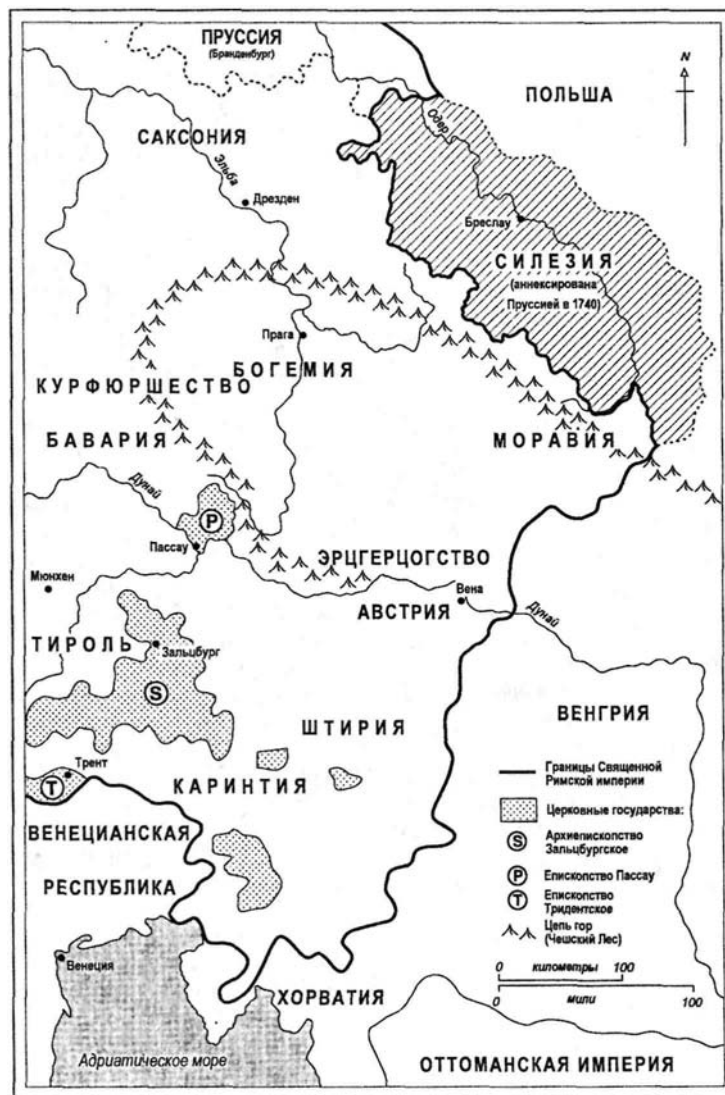 ПРУССИЯ
(Бранденбург)
N
ПОЛЬША
САКСОНИЯ
Одер
Эльба
Дрезден
Бреслау
СИЛЕЗИЯ
(аннексирована
Пруссией в 1740)
Прага
БОГЕМИЯ
КУРФЮРШЕСТВО
БАВАРИЯ
МОРАВИЯ
Дунай
P
Пассау
ЭРЦГЕРЦОГСТВО
Мюнхен
Вена
АВСТРИЯ
Дунай
ТИРОЛЬ
Зальцбург
S
ВЕНГРИЯ
ШТИРИЯ
Трент
T
КАРИНТИЯ
Границы Священной
Римской империи
Церковные государства:
ВЕНЕЦИАНСКАЯ
S Архиепископство
Зальцбургское
РЕСПУБЛИКА
P Епископство Пассау
T Епископство
Тридентское
Цепь гор
(Чешский Лес)
Венеция
0 километры 100
0 мили 100
ХОРВАТИЯ
Адриатическое море
ОТТОМАНСКАЯ ИМПЕРИЯ